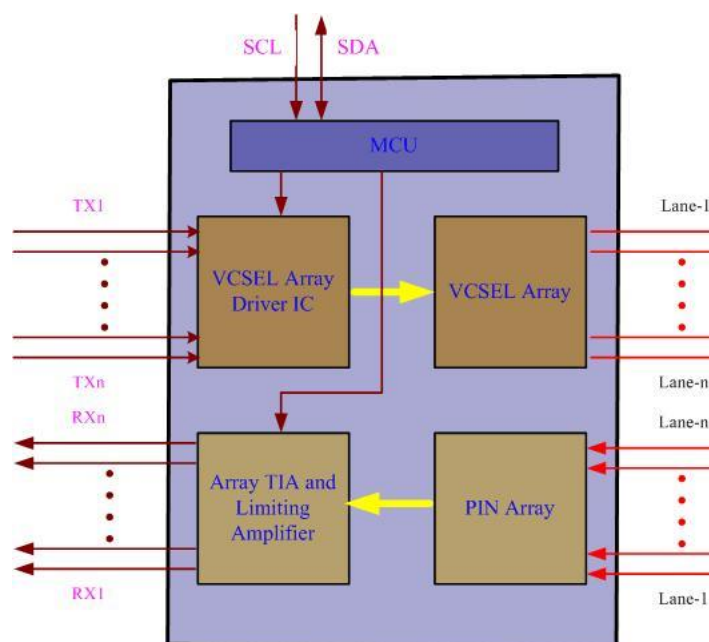 SCL SDA
MCU
TX1
Lane-1
VCSEL Array
Driver IC
VCSEL Array
TXn
Lane-n
RXn
Lane-n
Array TIA and
Limiting
Amplifier
PIN Array
RX1
Lane-1